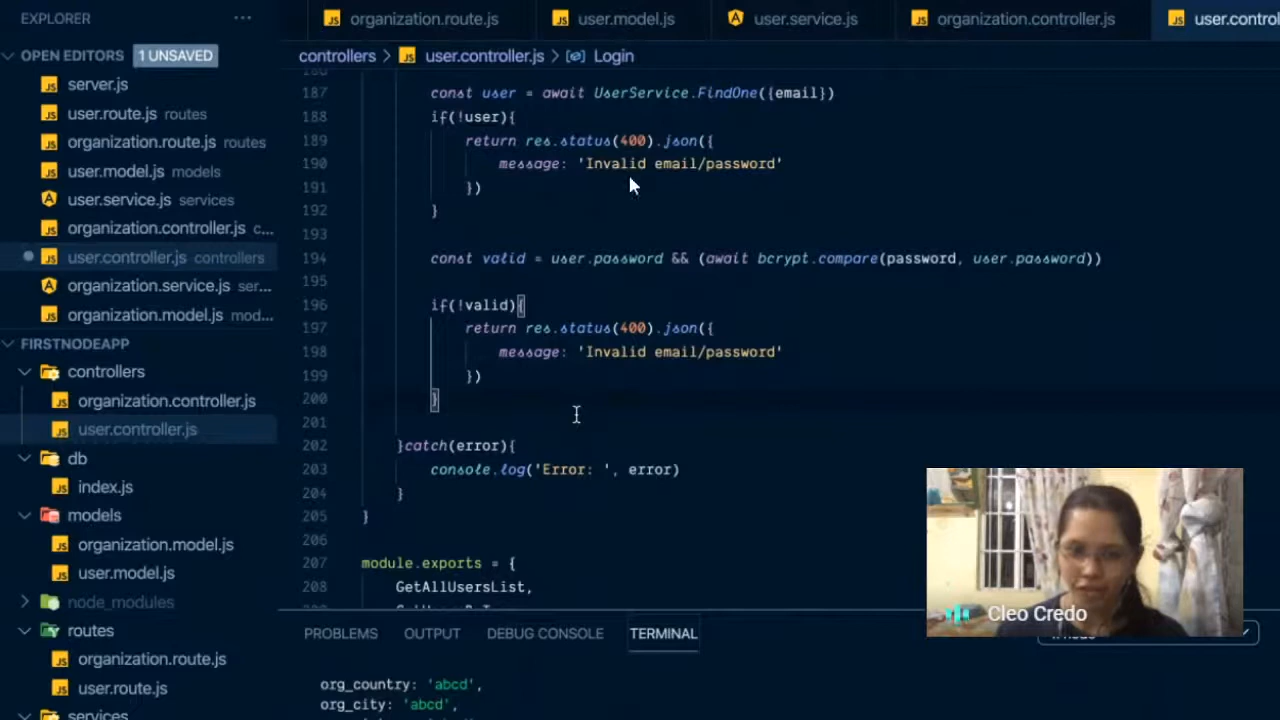 EXPLORER
organization.route.js
user.model.js
user.service.js
organization.controller.js
user.contro
OPEN EDITORS 1 UNSAVED
server.js
user.route.js routes
organization.route.js routes
user.model.js models
user.service.js services
organization.controller.js c...
user.controller.js controllers
organization.service.js ser...
organization.model.js mod...
FIRSTNODEAPP
controllers
organization.controller.js
user.controller.js
db
index.js
models
organization.model.js
user.model.js
node_modules
routes
organization.route.js
user.route.js
services
controllers > user.controller.js > Login
187 const user = await UserService.FindOne({email})
188 if(!user){
189 return res.status(400).json({
190 message: 'Invalid email/password'
191 })
192 }
193
194 const valid = user.password && (await bcrypt.compare(password, user.password))
195
196 if(!valid){
197 return res.status(400).json({
198 message: 'Invalid email/password'
199 })
200 }
201
202 }catch(error){
203 console.log('Error: ', error)
204 }
205 }
206
207 module.exports = {
208 GetAllUsersList,
PROBLEMS OUTPUT DEBUG CONSOLE TERMINAL
org_country: 'abcd',
org_city: 'abcd',
Cleo Credo